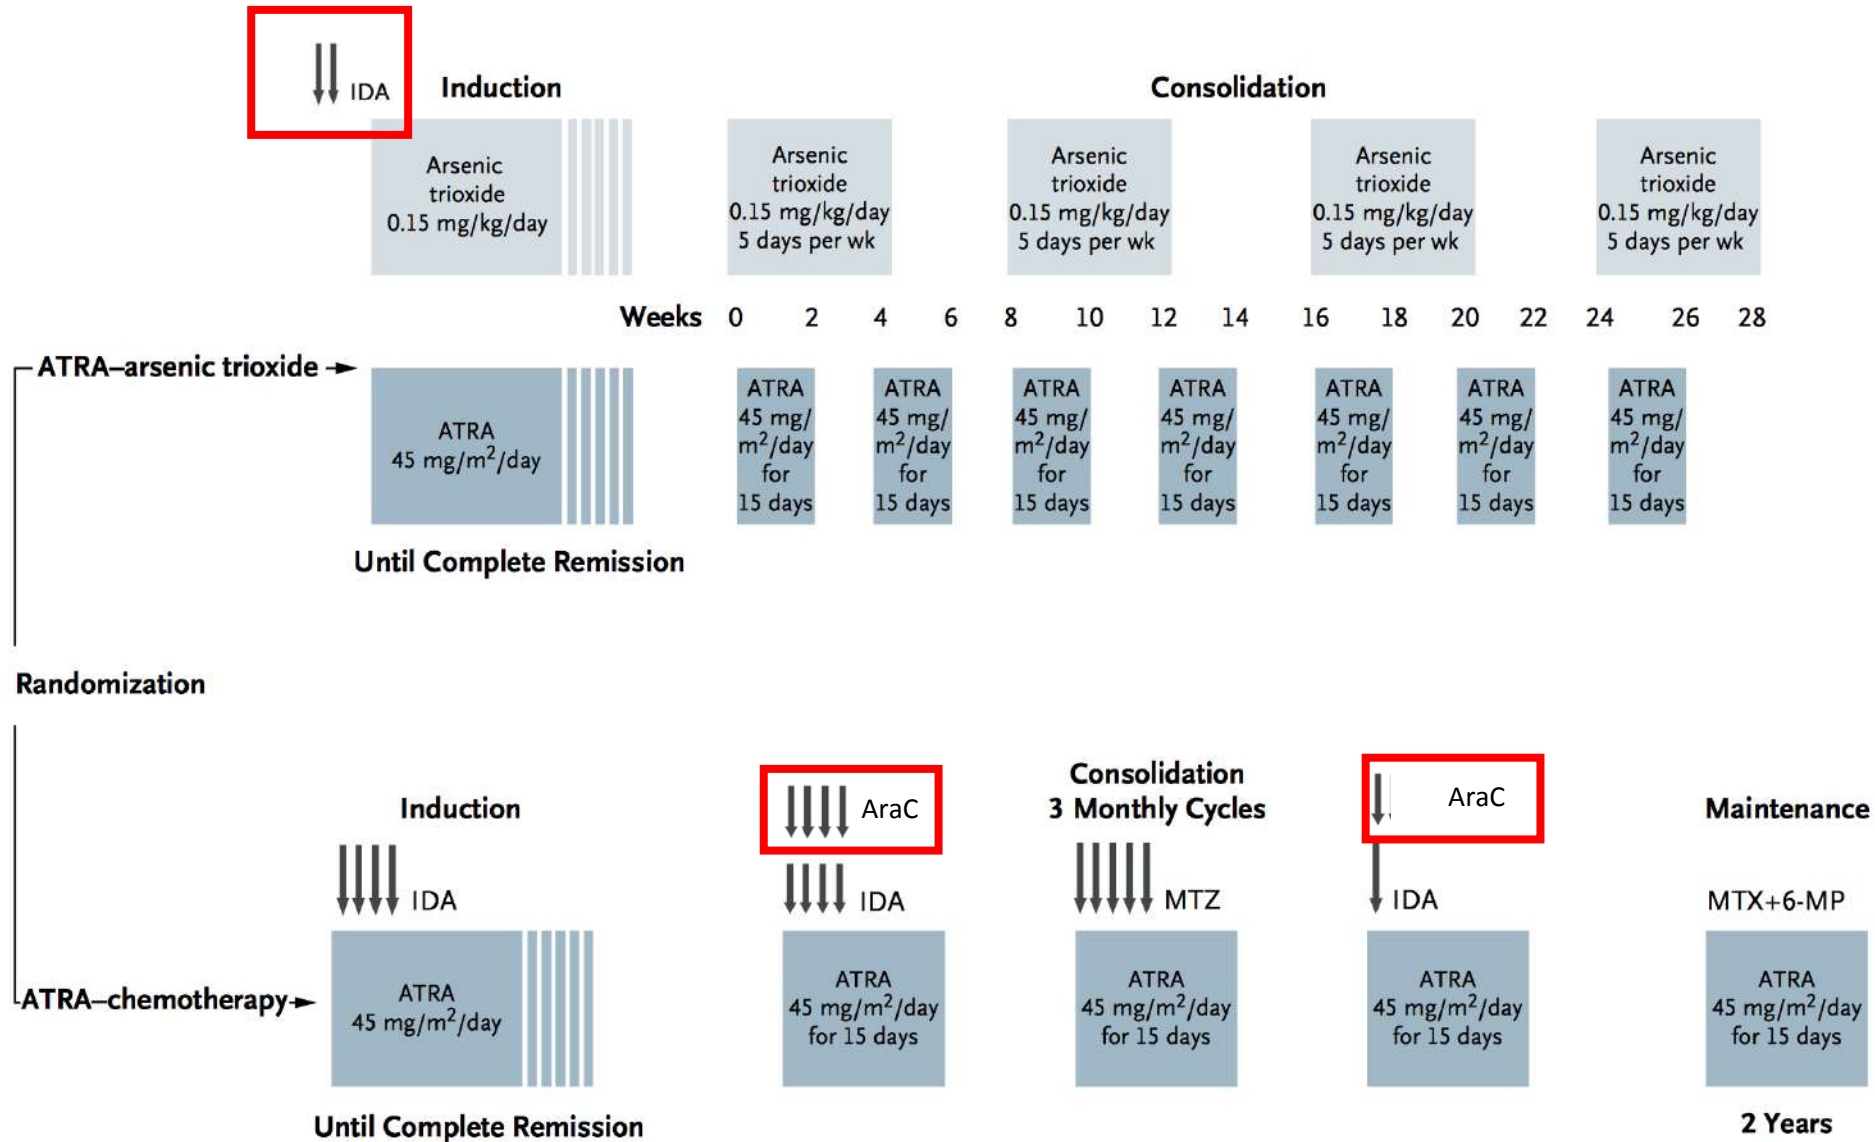 IDA
Induction
Consolidation
Arsenic
trioxide
0.15 mg/kg/day
Arsenic
trioxide
0.15 mg/kg/day
5 days per wk
Arsenic
trioxide
0.15 mg/kg/day
5 days per wk
Arsenic
trioxide
0.15 mg/kg/day
5 days per wk
Arsenic
trioxide
0.15 mg/kg/day
5 days per wk
Weeks 0 2 4 6 8 10 12 14 16 18 20 22 24 26 28
ATRA–arsenic trioxide
ATRA
45 mg/m²/day
ATRA
45 mg/
m²/day
for
15 days
ATRA
45 mg/
m²/day
for
15 days
ATRA
45 mg/
m²/day
for
15 days
ATRA
45 mg/
m²/day
for
15 days
ATRA
45 mg/
m²/day
for
15 days
ATRA
45 mg/
m²/day
for
15 days
ATRA
45 mg/
m²/day
for
15 days
Until Complete Remission
Randomization
Induction
AraC
Consolidation
3 Monthly Cycles
AraC
Maintenance
IDA
IDA
MTZ
IDA
MTX+6-MP
ATRA–chemotherapy
ATRA
45 mg/m²/day
ATRA
45 mg/m²/day
for 15 days
ATRA
45 mg/m²/day
for 15 days
ATRA
45 mg/m²/day
for 15 days
ATRA
45 mg/m²/day
for 15 days
Until Complete Remission
2 Years